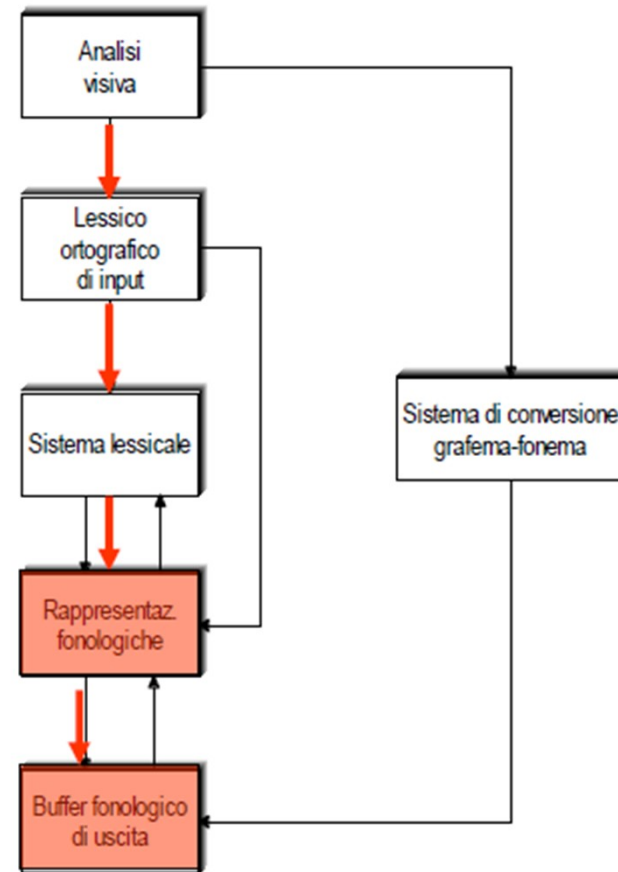 Analisi
visiva
Lessico
ortografico
di input
Sistema lessicale
Sistema di conversione
grafema-fonema
Rappresentaz.
fonologiche
Buffer fonologico
di uscita